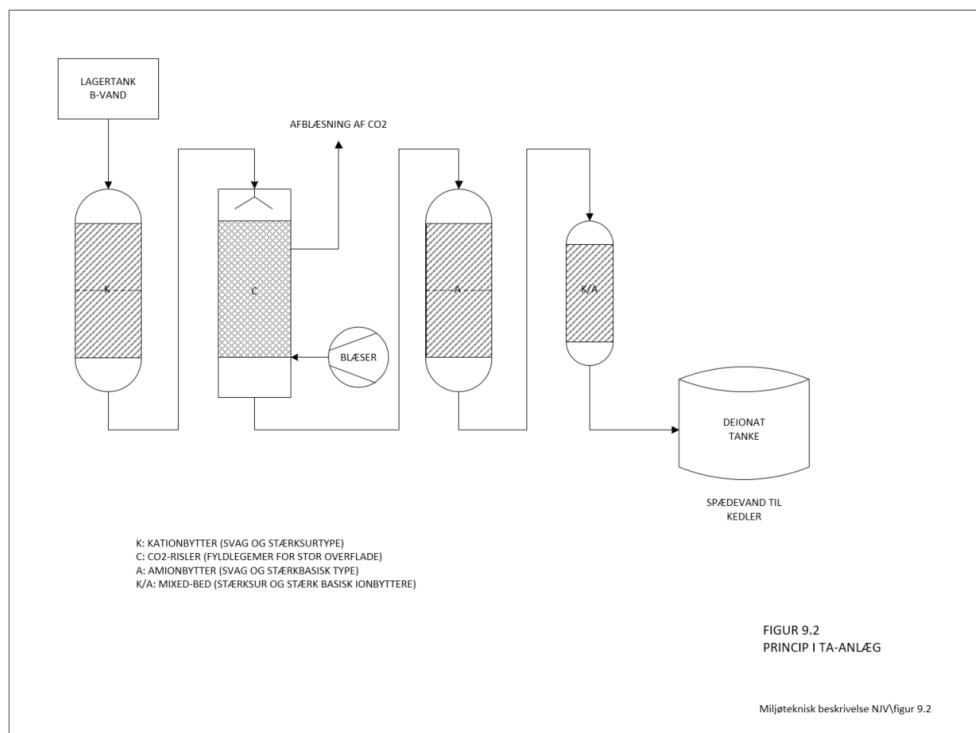 LAGERTANK
B-VAND
AFBLÆSNING AF CO2
K
C
A
K/A
BLÆSER
DEIONAT
TANKE
SPÆDEVAND TIL
KEDLER
K: KATIONBYTTER (SVAG OG STÆRKSURTYPE)
C: CO2-RISLER (FYLDLEGEMER FOR STOR OVERFLADE)
A: AMIONBYTTER (SVAG OG STÆRKBASISK TYPE)
K/A: MIXED-BED (STÆRKSUR OG STÆRK BASISK IONBYTTERE)
FIGUR 9.2
PRINCIP I TA-ANLÆG
Miljøteknisk beskrivelse NJV\figur 9.2